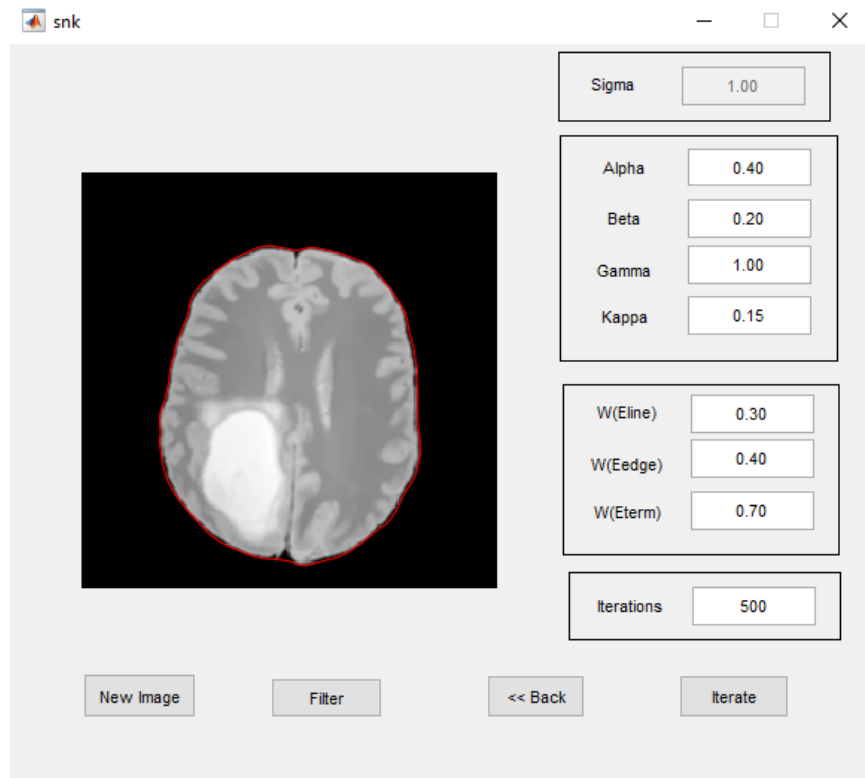 snk
Sigma 1.00
Alpha 0.40
Beta 0.20
Gamma 1.00
Kappa 0.15
W(Eline) 0.30
W(Eedge) 0.40
W(Eterm) 0.70
Iterations 500
New Image Filter << Back Iterate